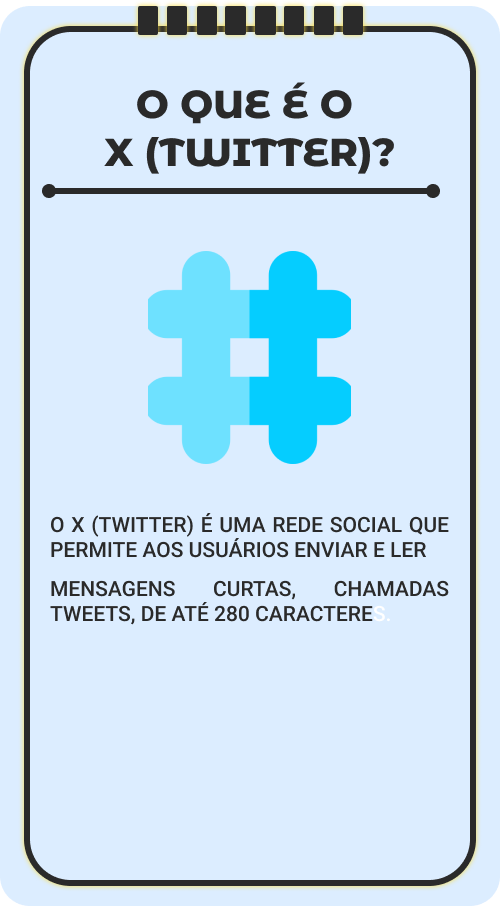 O QUE É O
X (TWITTER)?
O X (TWITTER) É UMA REDE SOCIAL QUE
PERMITE AOS USUÁRIOS ENVIAR E LER
MENSAGENS CURTAS, CHAMADAS
TWEETS, DE ATÉ 280 CARACTERES.